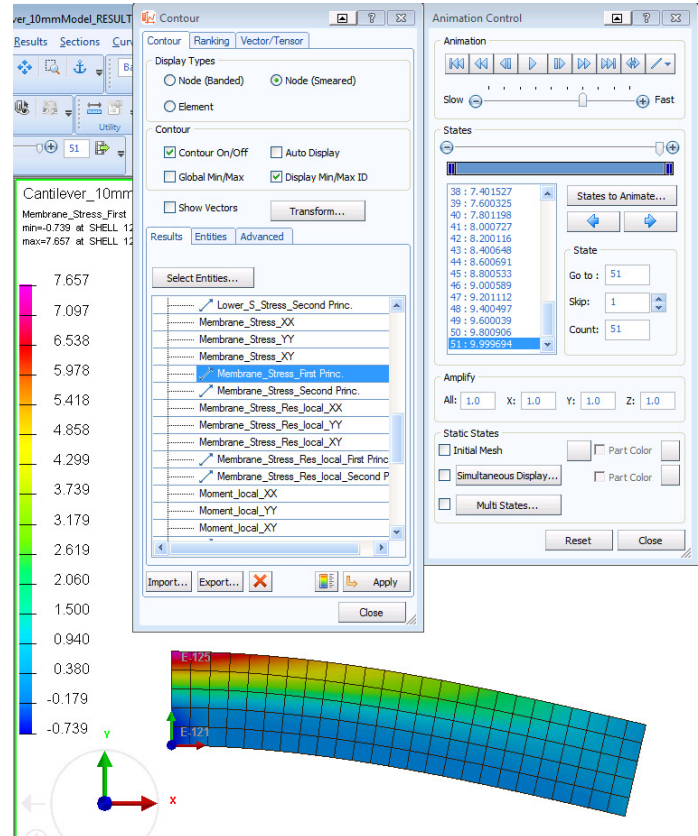 ver_10mmModel_RESULT
Results Sections Cur
Ba
Utility
51
Cantilever_10mm
Membrane_Stress_First
min=-0.739 at SHELL 12
max=7.657 at SHELL 12
7.657
7.097
6.538
5.978
5.418
4.858
4.299
3.739
3.179
2.619
2.060
1.500
0.940
0.380
-0.179
-0.739
Contour
Contour Ranking Vector/Tensor
Display Types
Node (Banded) Node (Smeared)
Element
Contour
Contour On/Off Auto Display
Global Min/Max Display Min/Max ID
Show Vectors Transform...
Results Entities Advanced
Select Entities...
Lower_S_Stress_Second Princ.
Membrane_Stress_XX
Membrane_Stress_YY
Membrane_Stress_XY
Membrane_Stress_First Princ.
Membrane_Stress_Second Princ.
Membrane_Stress_Res_local_XX
Membrane_Stress_Res_local_YY
Membrane_Stress_Res_local_XY
Membrane_Stress_Res_local_First Princ
Membrane_Stress_Res_local_Second P
Moment_local_XX
Moment_local_YY
Moment_local_XY
Import... Export... Apply
Close
Animation Control
Animation
Slow Fast
States
38 : 7.401527
39 : 7.600325
40 : 7.801198
41 : 8.000727
42 : 8.200116
43 : 8.400648
44 : 8.600691
45 : 8.800533
46 : 9.000589
47 : 9.201112
48 : 9.400497
49 : 9.600039
50 : 9.800906
51 : 9.999694
States to Animate...
State
Go to : 51
Skip: 1
Count: 51
Amplify
All: 1.0 X: 1.0 Y: 1.0 Z: 1.0
Static States
Initial Mesh Part Color
Simultaneous Display... Part Color
Multi States...
Reset Close
E-125
E-121
Y
X